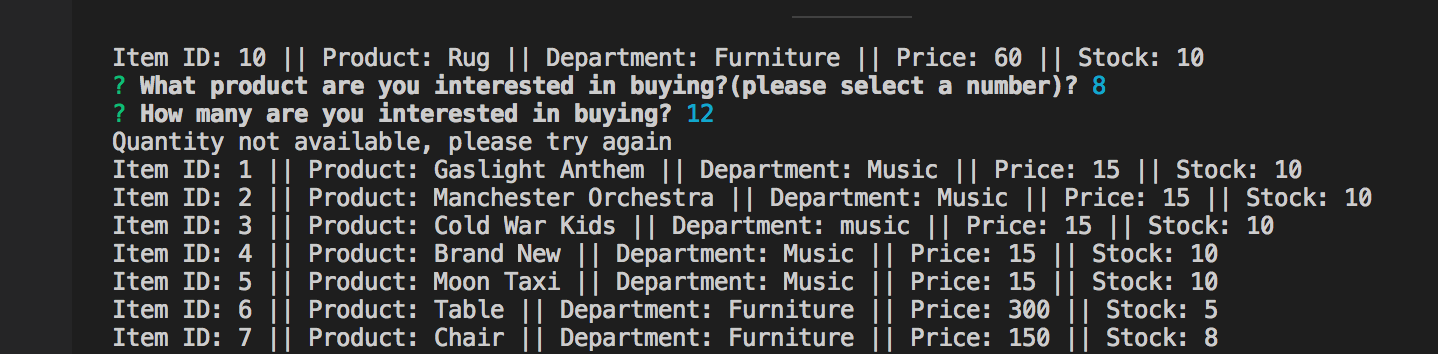 Item ID: 10 || Product: Rug || Department: Furniture || Price: 60 || Stock: 10
? What product are you interested in buying?(please select a number)? 8
? How many are you interested in buying? 12
Quantity not available, please try again
Item ID: 1 || Product: Gaslight Anthem || Department: Music || Price: 15 || Stock: 10
Item ID: 2 || Product: Manchester Orchestra || Department: Music || Price: 15 || Stock: 10
Item ID: 3 || Product: Cold War Kids || Department: music || Price: 15 || Stock: 10
Item ID: 4 || Product: Brand New || Department: Music || Price: 15 || Stock: 10
Item ID: 5 || Product: Moon Taxi || Department: Music || Price: 15 || Stock: 10
Item ID: 6 || Product: Table || Department: Furniture || Price: 300 || Stock: 5
Item ID: 7 || Product: Chair || Department: Furniture || Price: 150 || Stock: 8